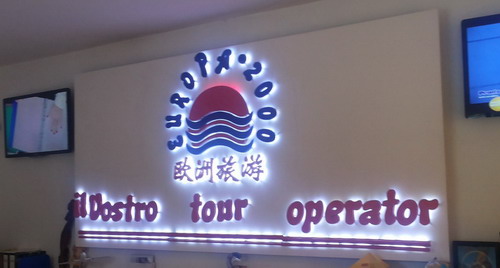 EUROPA • 2000
欧洲旅游
il Vostro tour operator